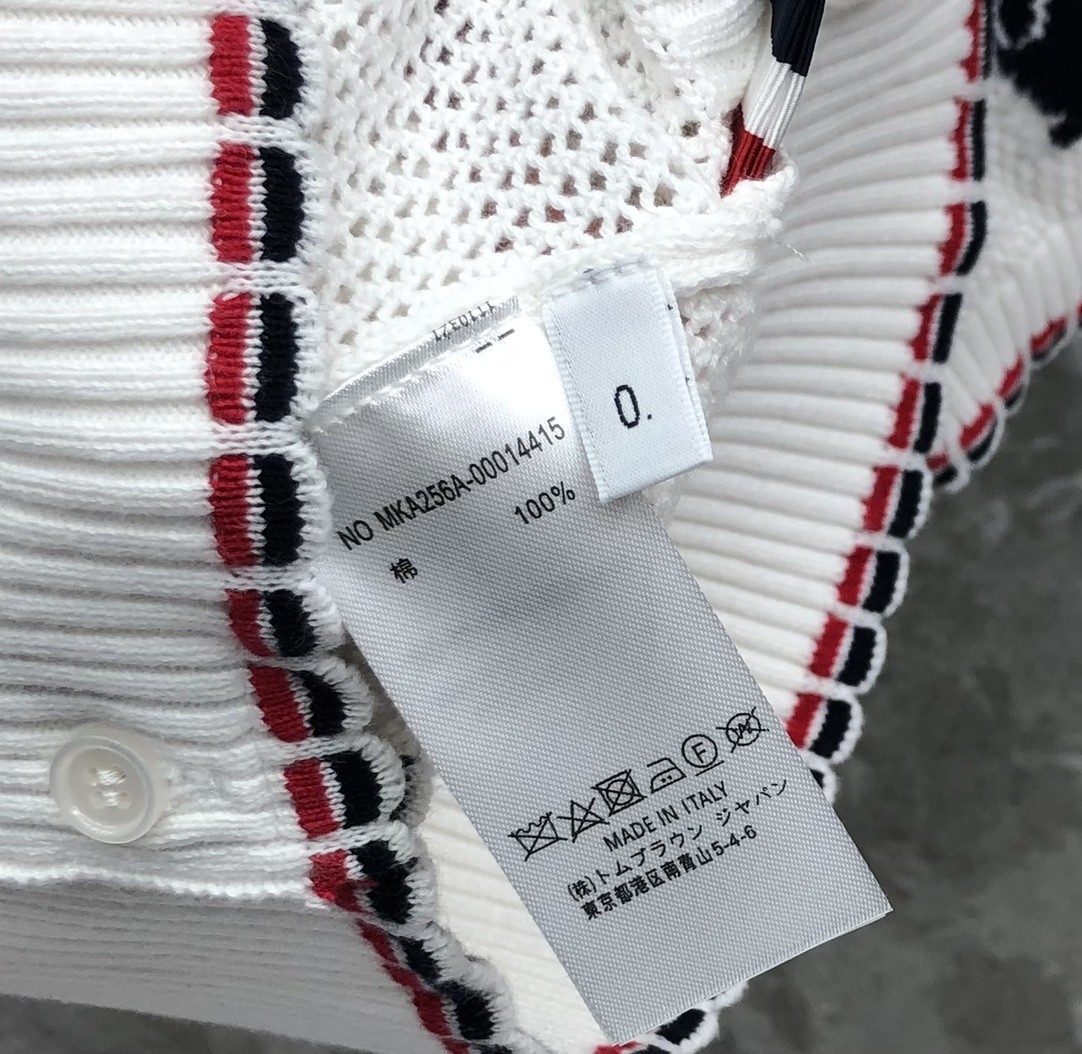 0.
NO MKA256A-00014415
100%
棉
MADE IN ITALY
(株)トムブラウン ジャパン
東京都港区南青山5-4-6